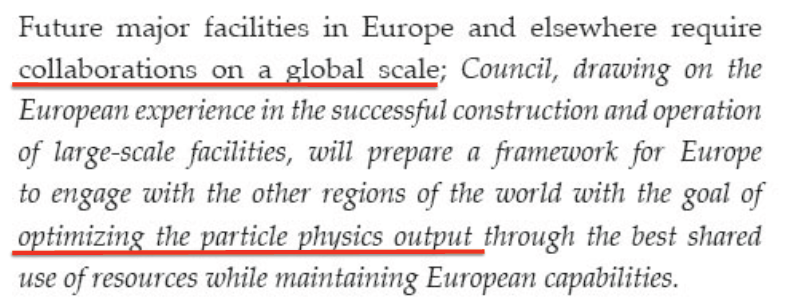 Future major facilities in Europe and elsewhere require
collaborations on a global scale; Council, drawing on the
European experience in the successful construction and operation
of large-scale facilities, will prepare a framework for Europe
to engage with the other regions of the world with the goal of
optimizing the particle physics output through the best shared
use of resources while maintaining European capabilities.